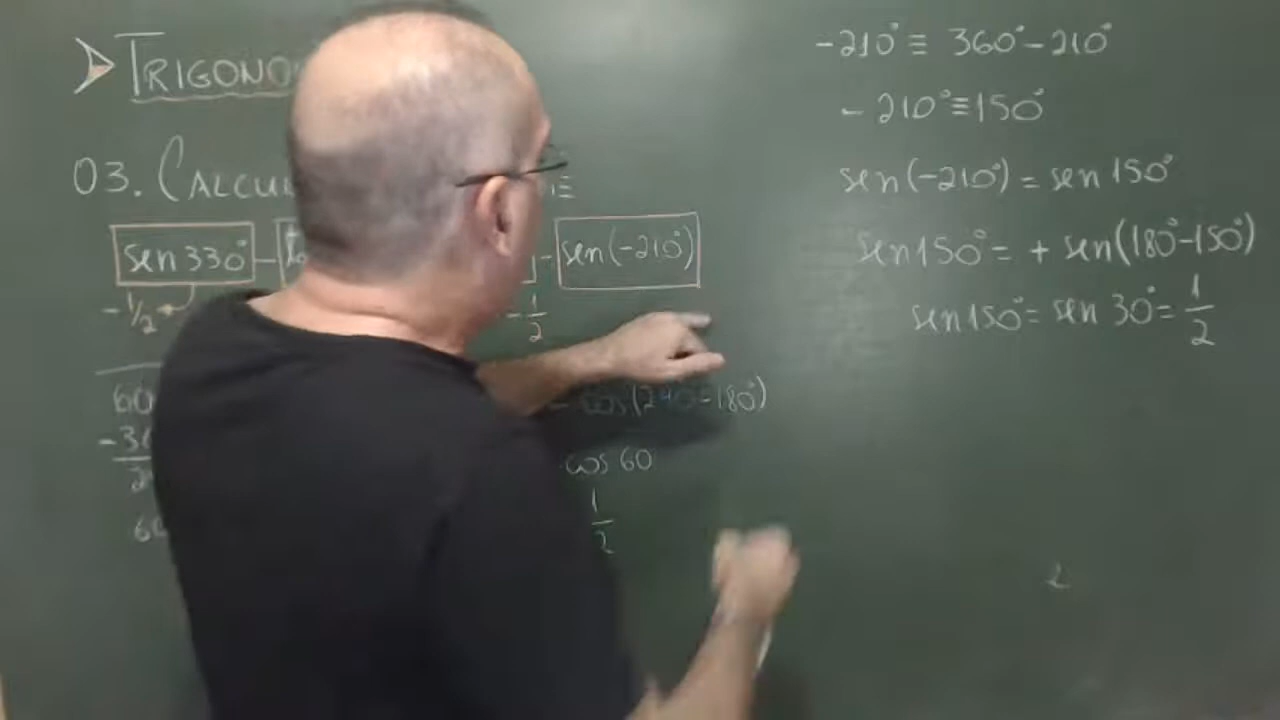 TRIGONO
03. CALCUL E
sen 330° - - sen(-210°)
-1/2 -1/2
60 - cos(240-180°)
cos 60
1/2
-210° ≡ 360° - 210°
- 210° ≡ 150°
sen(-210°) = sen 150°
sen 150° = + sen(180°-150°)
sen 150° = sen 30° = 1/2